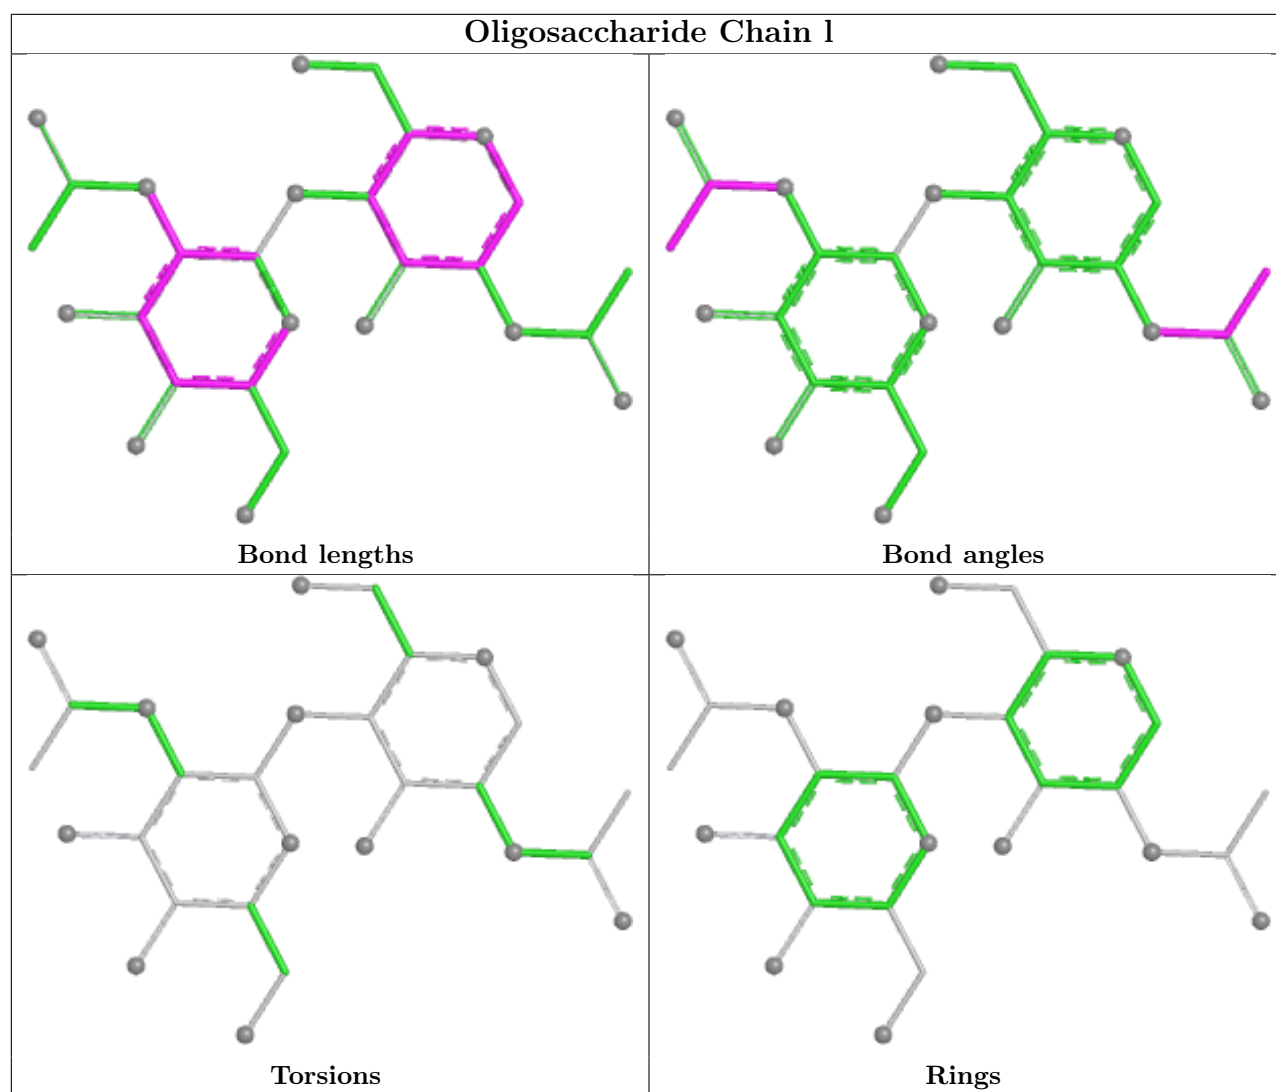 Oligosaccharide Chain l
Bond lengths
Bond angles
Torsions
Rings